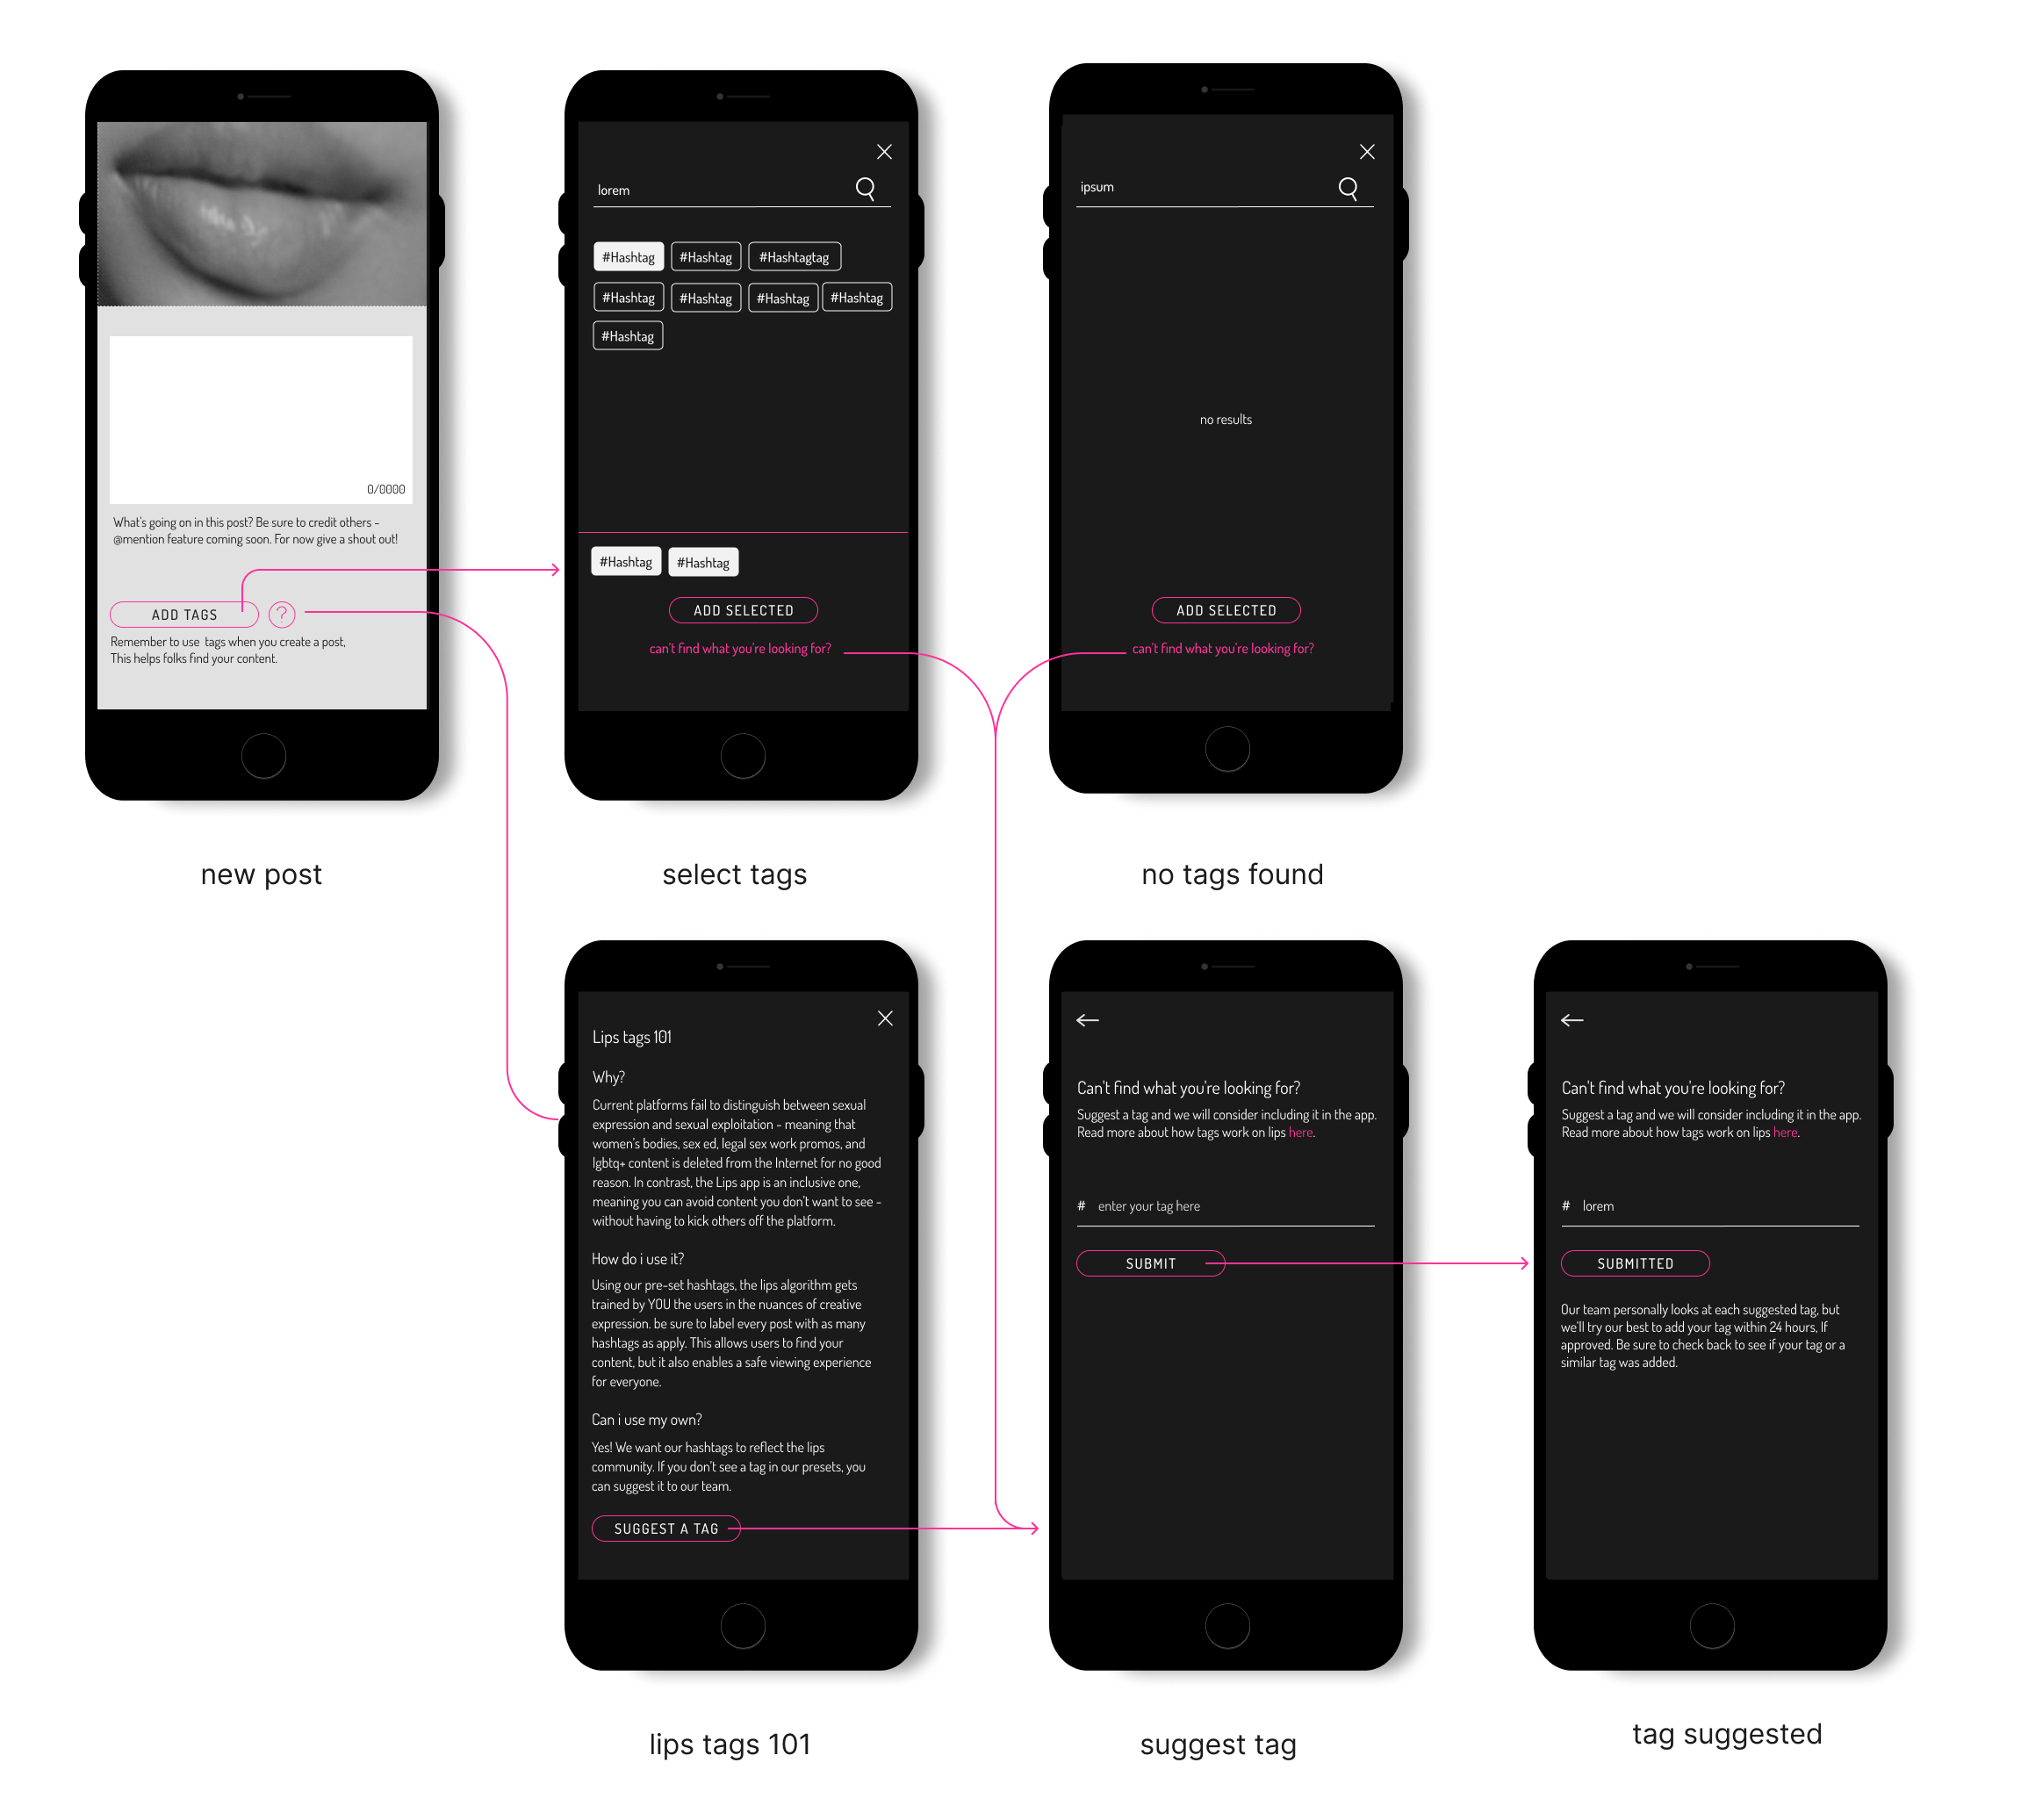 0/0000
What's going on in this post? Be sure to credit others -
@mention feature coming soon. For now give a shout out!
ADD TAGS ?
Remember to use tags when you create a post,
This helps folks find your content.
new post
lorem
#Hashtag #Hashtag #Hashtagtag
#Hashtag #Hashtag #Hashtag #Hashtag
#Hashtag
#Hashtag #Hashtag
ADD SELECTED
can't find what you're looking for?
select tags
ipsum
no results
ADD SELECTED
can't find what you're looking for?
no tags found
Lips tags 101
Why?
Current platforms fail to distinguish between sexual
expression and sexual exploitation - meaning that
women's bodies, sex ed, legal sex work promos, and
lgbtq+ content is deleted from the Internet for no good
reason. In contrast, the Lips app is an inclusive one,
meaning you can avoid content you don't want to see -
without having to kick others off the platform.
How do i use it?
Using our pre-set hashtags, the lips algorithm gets
trained by YOU the users in the nuances of creative
expression. be sure to label every post with as many
hashtags as apply. This allows users to find your
content, but it also enables a safe viewing experience
for everyone.
Can i use my own?
Yes! We want our hashtags to reflect the lips
community. If you don't see a tag in our presets, you
can suggest it to our team.
SUGGEST A TAG
lips tags 101
Can't find what you're looking for?
Suggest a tag and we will consider including it in the app.
Read more about how tags work on lips here.
# enter your tag here
SUBMIT
suggest tag
Can't find what you're looking for?
Suggest a tag and we will consider including it in the app.
Read more about how tags work on lips here.
# lorem
SUBMITTED
Our team personally looks at each suggested tag, but
we'll try our best to add your tag within 24 hours, If
approved. Be sure to check back to see if your tag or a
similar tag was added.
tag suggested